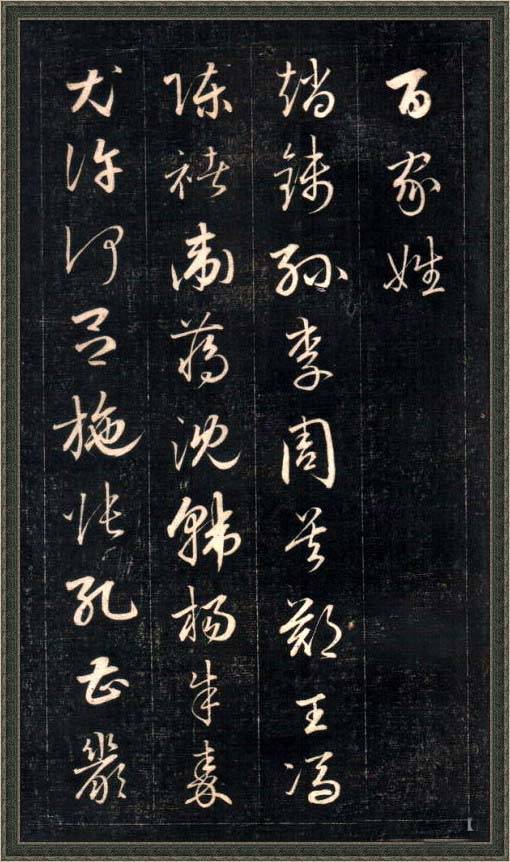 百家姓
趙錢孫李周吳鄭王馮
陳褚衛蔣沈韓楊朱秦
尤許何呂施張孔曹嚴